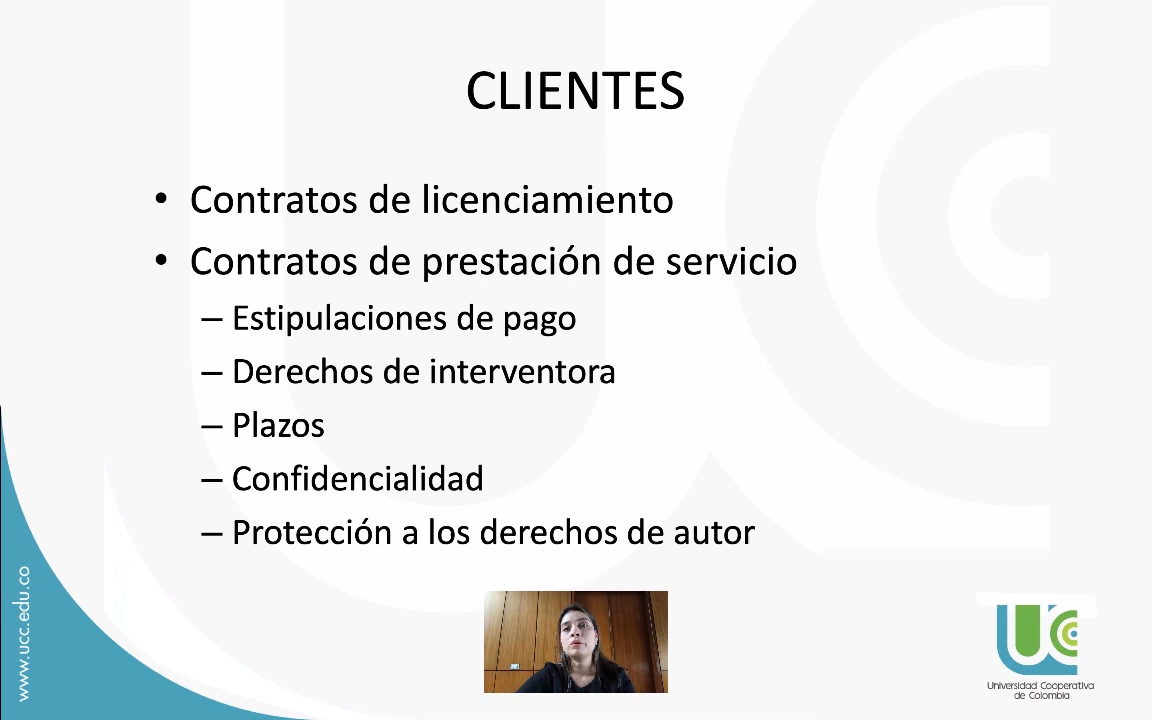 CLIENTES
• Contratos de licenciamiento
• Contratos de prestación de servicio
– Estipulaciones de pago
– Derechos de interventora
– Plazos
– Confidencialidad
– Protección a los derechos de autor
www.ucc.edu.co
UCC
Universidad Cooperativa
de Colombia